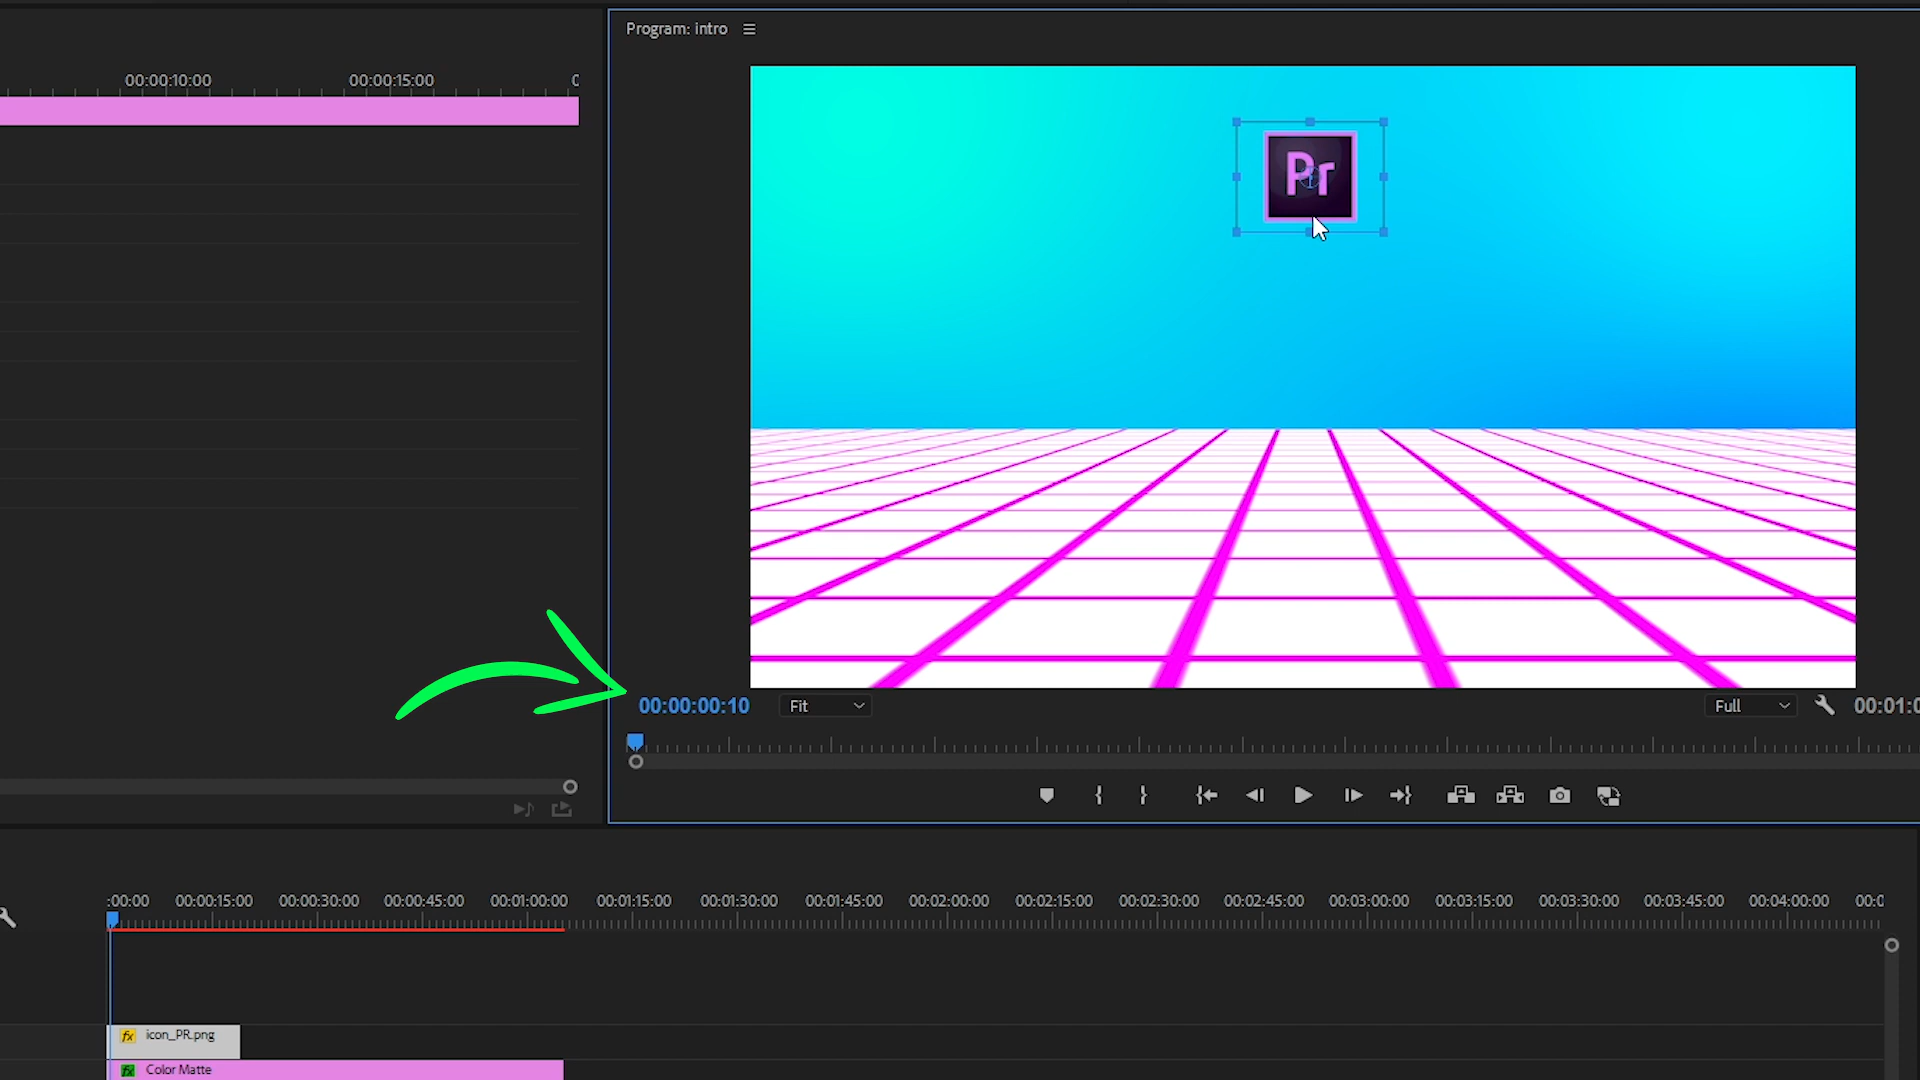 Program: intro
00:00:10:00 00:00:15:00
Pr
00:00:00:10 Fit Full
:00:00 00:00:15:00 00:00:30:00 00:00:45:00 00:01:00:00 00:01:15:00 00:01:30:00 00:01:45:00 00:02:00:00 00:02:15:00 00:02:30:00 00:02:45:00 00:03:00:00 00:03:15:00 00:03:30:00 00:03:45:00 00:04:00:00
fx icon_PR.png
fx Color Matte